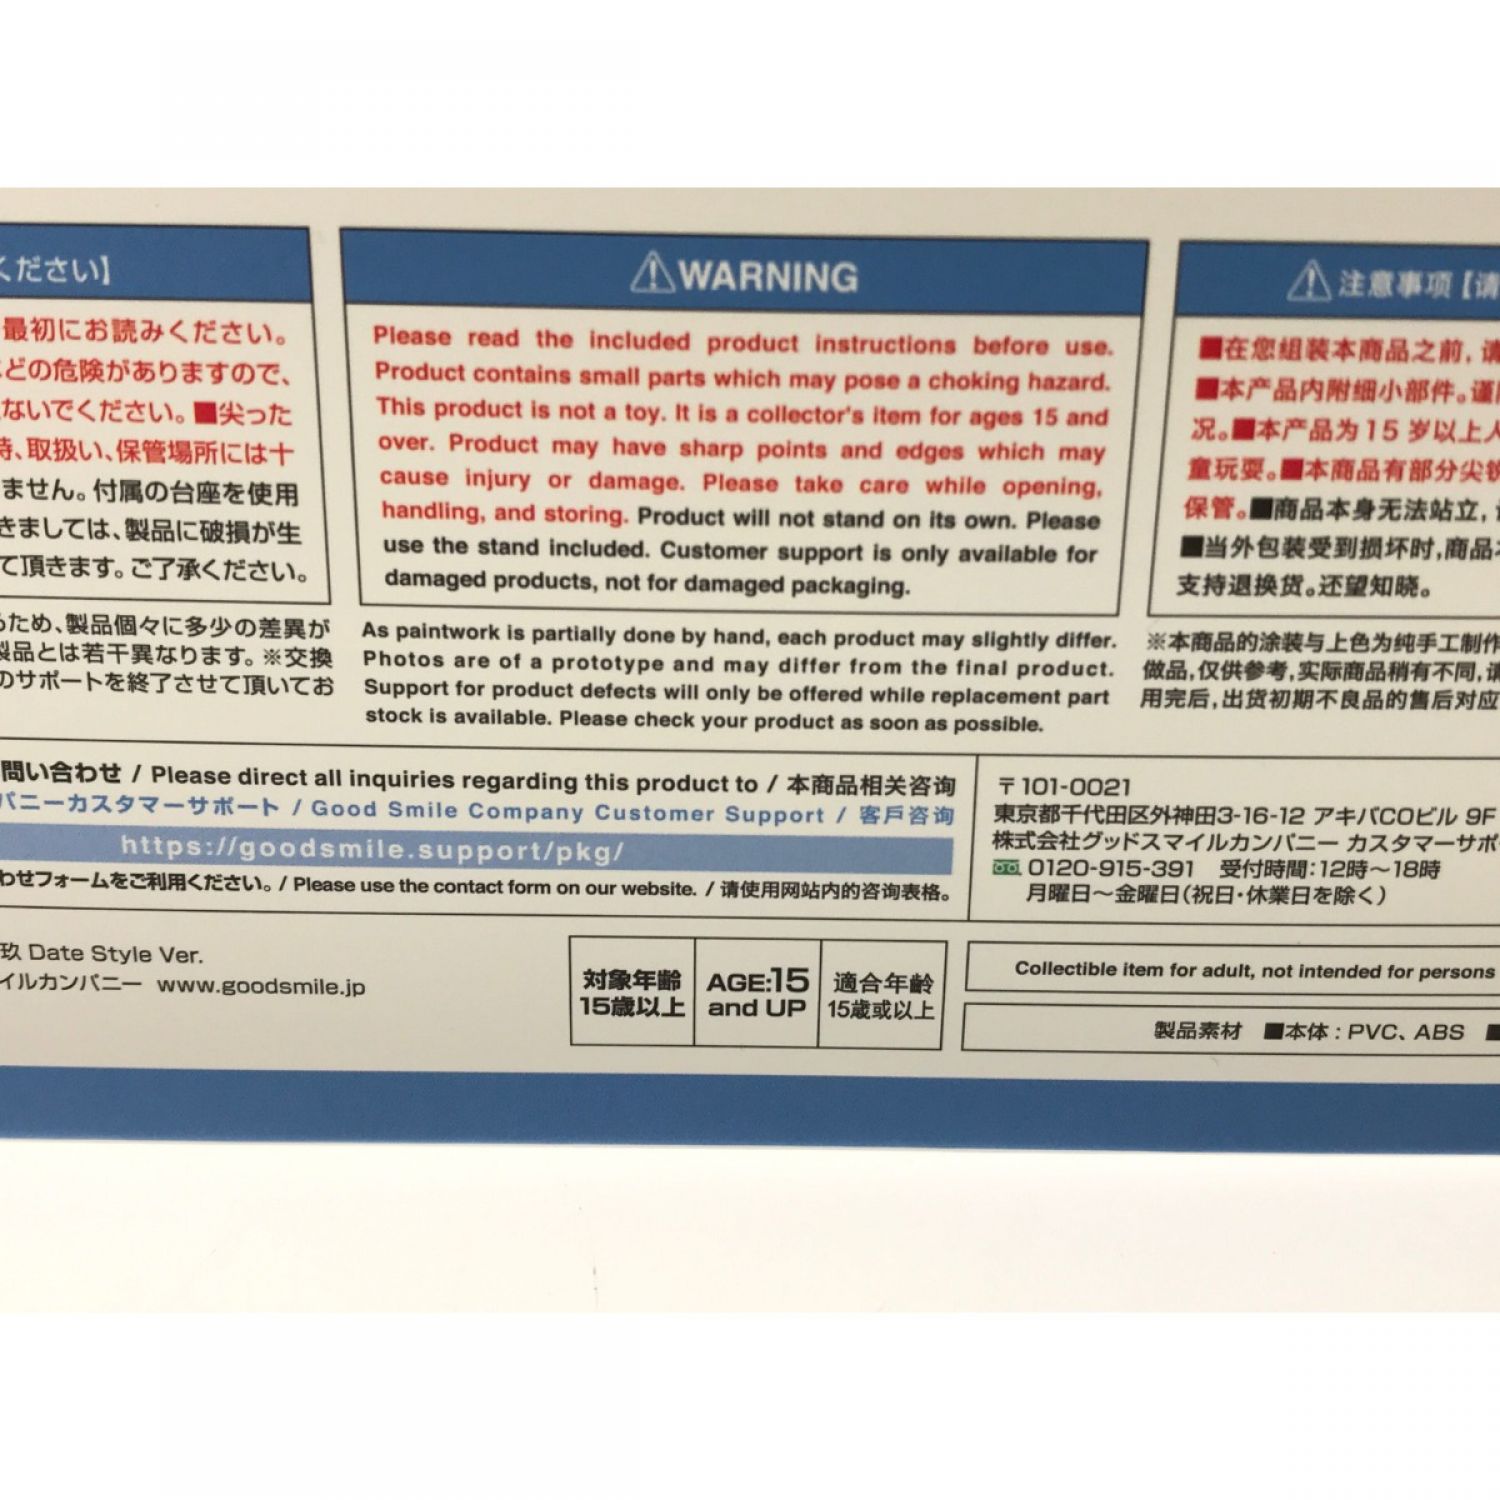 ください】
最初にお読みください。
どの危険がありますので、
ないでください。■尖った
時、取扱い、保管場所には十
ません。付属の台座を使用
きましては、製品に破損が生
て頂きます。ご了承ください。
ため、製品個々に多少の差異が
製品とは若干異なります。※交換
のサポートを終了させて頂いてお
⚠WARNING
Please read the included product instructions before use.
Product contains small parts which may pose a choking hazard.
This product is not a toy. It is a collector's item for ages 15 and
over. Product may have sharp points and edges which may
cause injury or damage. Please take care while opening,
handling, and storing. Product will not stand on its own. Please
use the stand included. Customer support is only available for
damaged products, not for damaged packaging.
As paintwork is partially done by hand, each product may slightly differ.
Photos are of a prototype and may differ from the final product.
Support for product defects will only be offered while replacement part
stock is available. Please check your product as soon as possible.
⚠注意事项【请
■在您组装本商品之前，请
■本产品内附细小部件。谨
况。■本产品为15 岁以上
童玩耍。■本商品有部分尖锐
保管。■商品本身无法站立，
■当外包装受到损坏时，商品
支持退换货。还望知晓。
※本商品的涂装与上色为纯手工制作
做品，仅供参考，实际商品稍有不同，请
用完后，出货初期不良品的售后对应
問い合わせ / Please direct all inquiries regarding this product to / 本商品相关咨询
パニーカスタマーサポート / Good Smile Company Customer Support / 客戶咨询
https://goodsmile.support/pkg/
わせフォームをご利用ください。/ Please use the contact form on our website. / 请使用网站内的咨询表格。
〒101-0021
東京都千代田区外神田3-16-12 アキバCOビル 9F
株式会社グッドスマイルカンパニー カスタマーサポ
0120-915-391 受付時間：12時～18時
月曜日～金曜日（祝日・休業日を除く）
玖 Date Style Ver.
イルカンパニー www.goodsmile.jp
対象年齢
15歳以上
AGE:15
and UP
適合年齡
15歲或以上
Collectible item for adult, not intended for persons
製品素材 ■本体：PVC、ABS ■